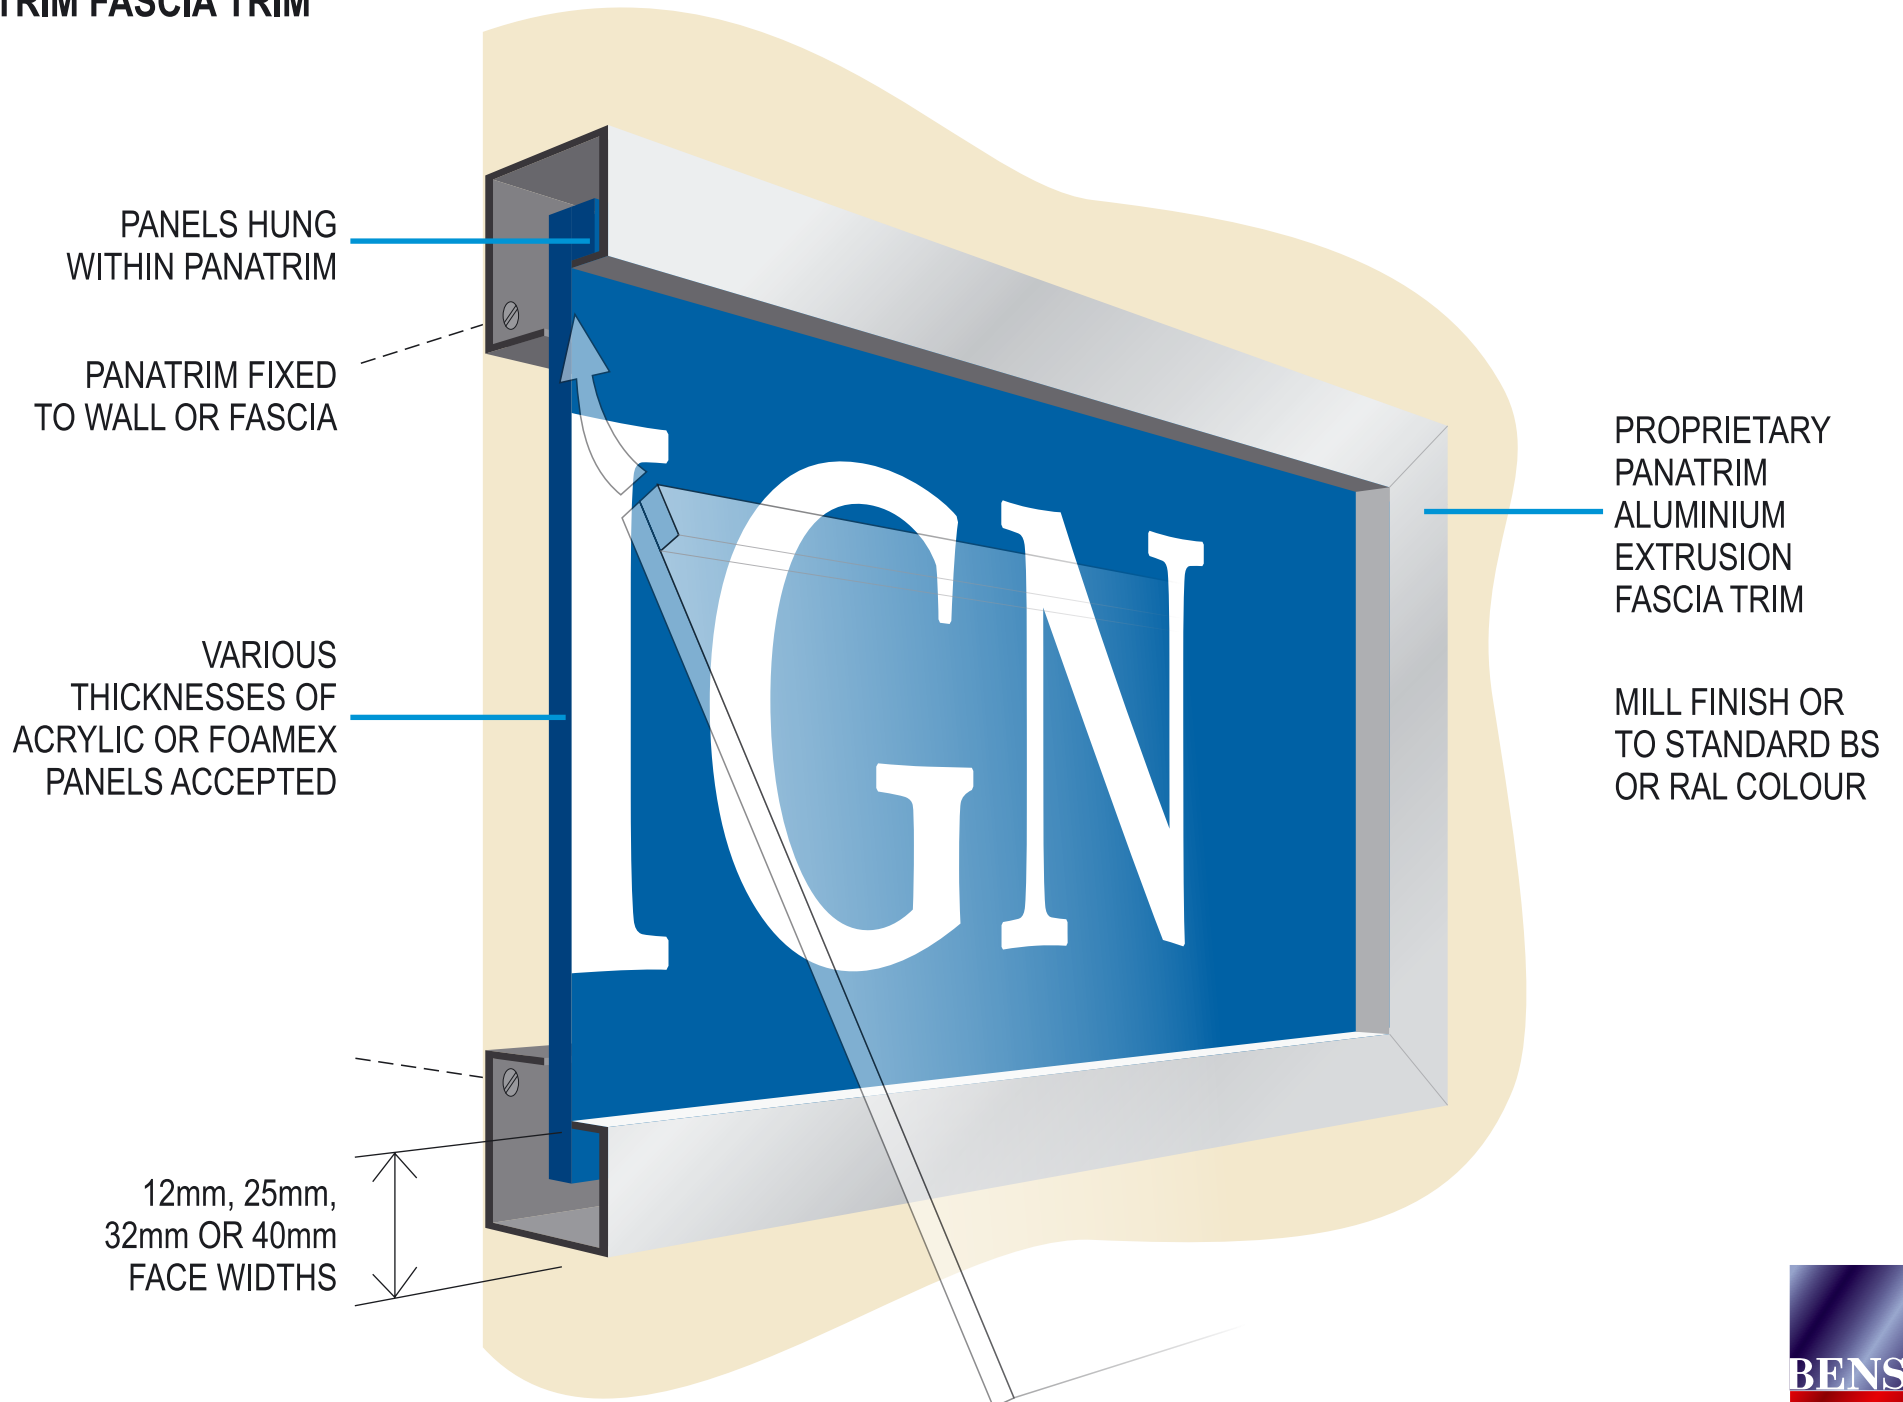 TRIM FASCIA TRIM
PANELS HUNG
WITHIN PANATRIM
PANATRIM FIXED
TO WALL OR FASCIA
VARIOUS
THICKNESSES OF
ACRYLIC OR FOAMEX
PANELS ACCEPTED
12mm, 25mm,
32mm OR 40mm
FACE WIDTHS
IGN
PROPRIETARY
PANATRIM
ALUMINIUM
EXTRUSION
FASCIA TRIM
MILL FINISH OR
TO STANDARD BS
OR RAL COLOUR
BENS